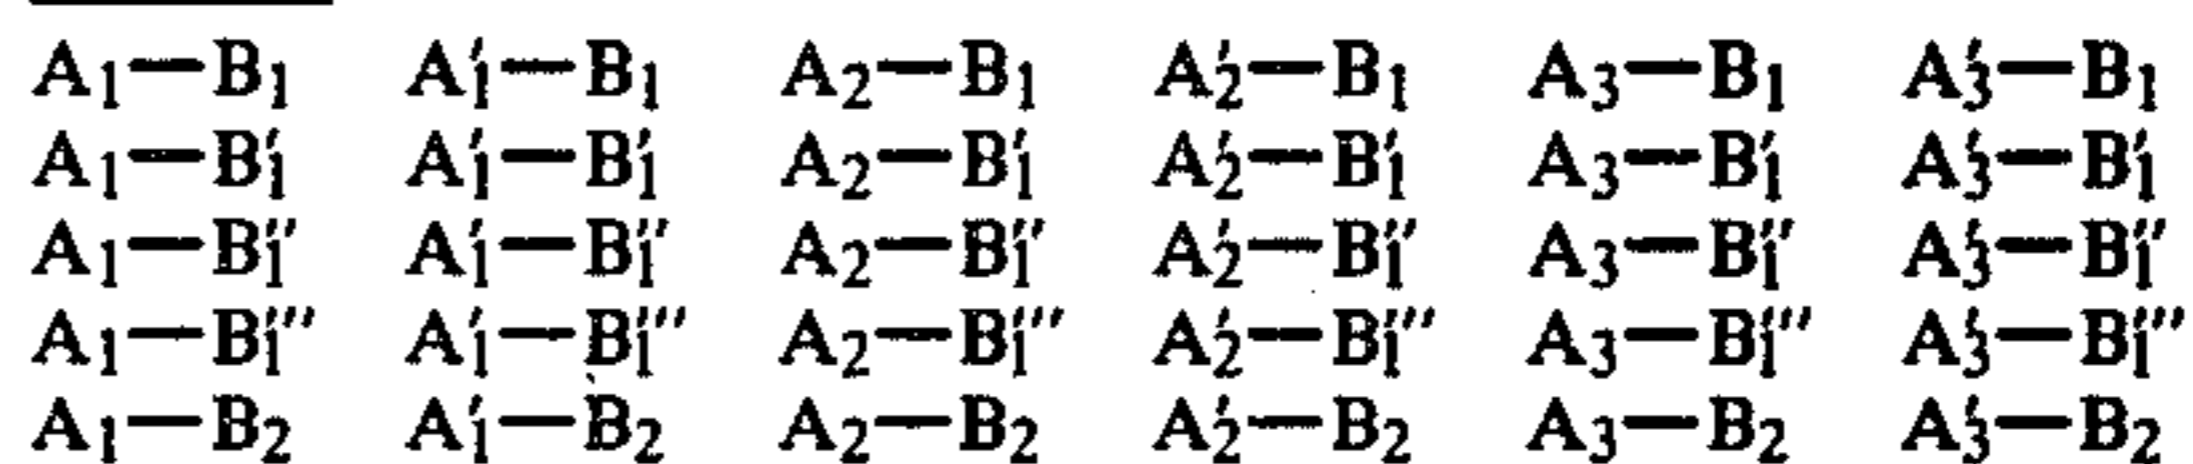 A₁—B₁ A₁′—B₁ A₂—B₁ A₂′—B₁ A₃—B₁ A₃′—B₁
A₁—B₁′ A₁′—B₁′ A₂—B₁′ A₂′—B₁′ A₃—B₁′ A₃′—B₁′
A₁—B₁″ A₁′—B₁″ A₂—B₁″ A₂′—B₁″ A₃—B₁″ A₃′—B₁″
A₁—B₁‴ A₁′—B₁‴ A₂—B₁‴ A₂′—B₁‴ A₃—B₁‴ A₃′—B₁‴
A₁—B₂ A₁′—B₂ A₂—B₂ A₂′—B₂ A₃—B₂ A₃′—B₂